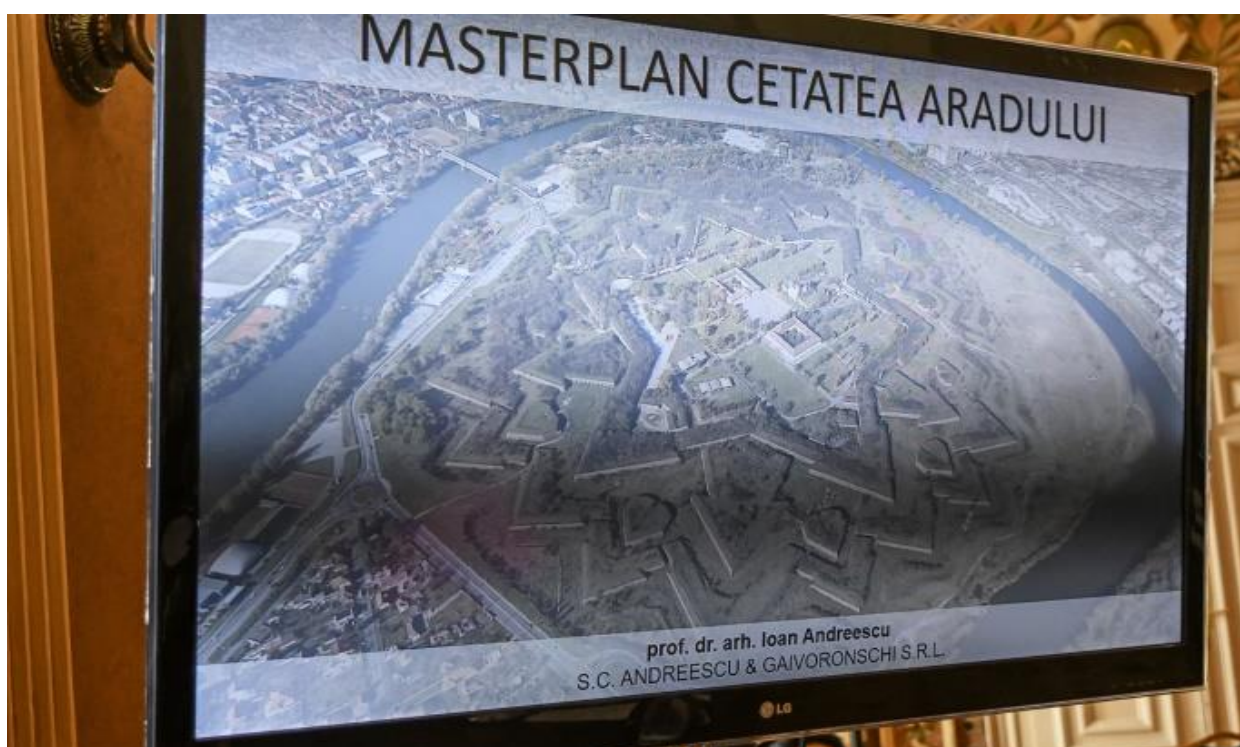 MASTERPLAN CETATEA ARADULUI
prof. dr. arh. Ioan Andreescu
S.C. ANDREESCU & GAIVORONSCHI S.R.L.
LG